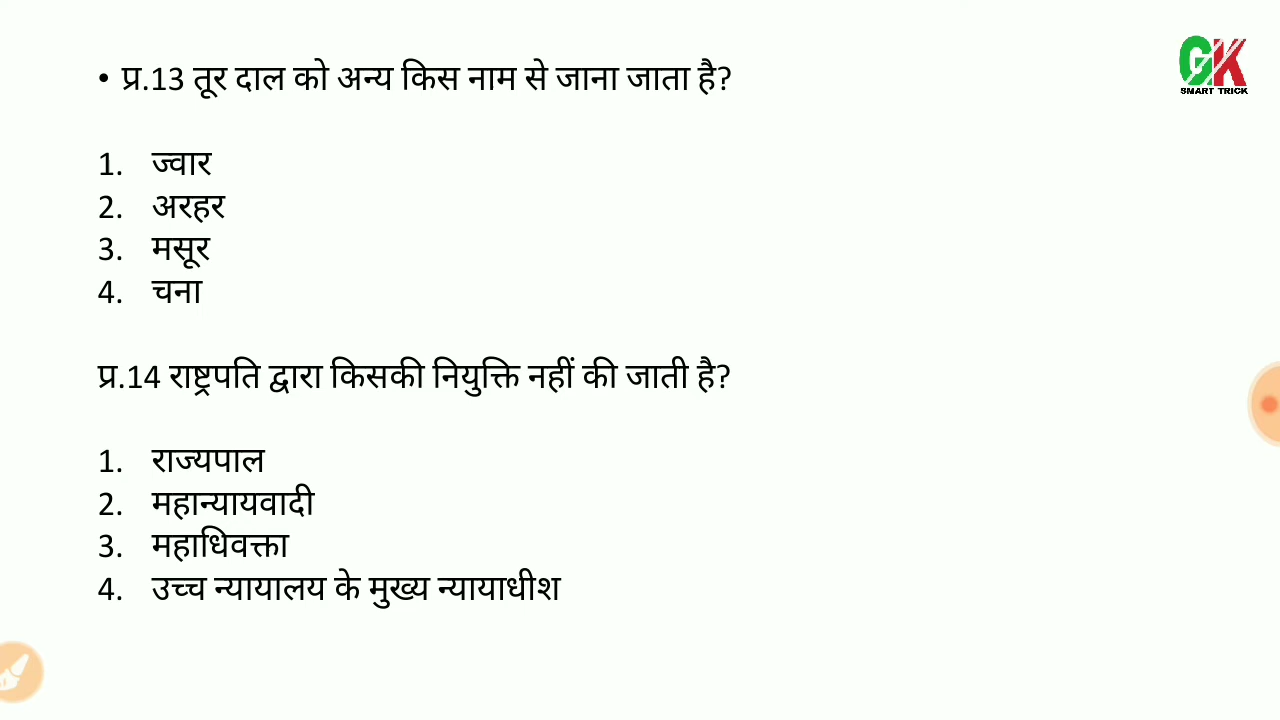 • प्र.13 तूर दाल को अन्य किस नाम से जाना जाता है?
1. ज्वार
2. अरहर
3. मसूर
4. चना
प्र.14 राष्ट्रपति द्वारा किसकी नियुक्ति नहीं की जाती है?
1. राज्यपाल
2. महान्यायवादी
3. महाधिवक्ता
4. उच्च न्यायालय के मुख्य न्यायाधीश
GK
SMART TRICK